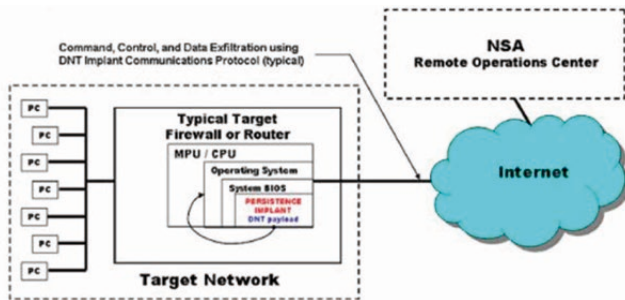 Command, Control, and Data Exfiltration using
DNT Implant Communications Protocol (typical)
NSA
Remote Operations Center
PC
PC
PC
PC
PC
PC
PC
Typical Target
Firewall or Router
MPU / CPU
Operating System
System BIOS
PERSISTENCE
IMPLANT
DNT payload
Internet
Target Network